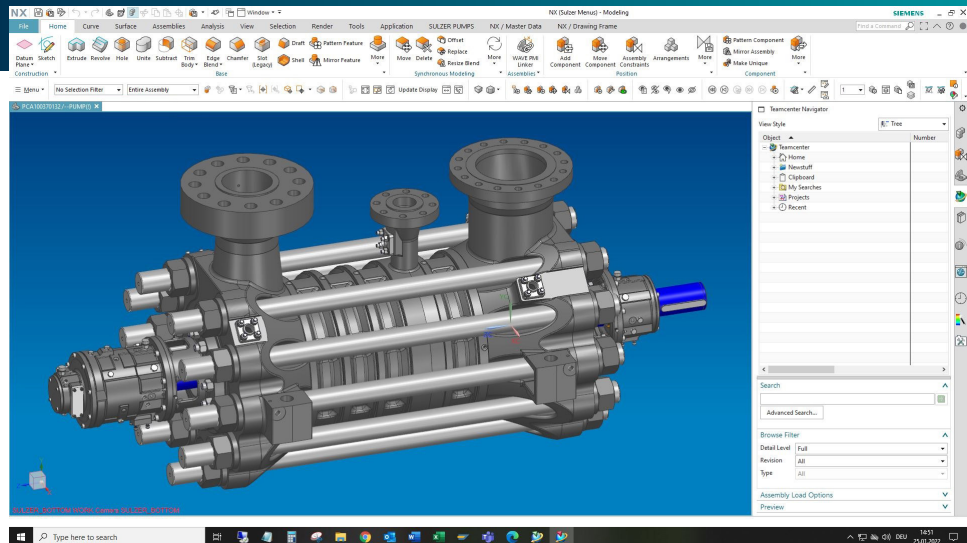 NX
Window
NX (Sulzer Menus) - Modeling
SIEMENS
File Home Curve Surface Assemblies Analysis View Selection Render Tools Application SULZER PUMPS NX / Master Data NX / Drawing Frame
Find a Command
Datum Plane Sketch Extrude Revolve Hole Unite Subtract Trim Body Edge Blend Chamfer Slot (Legacy) Draft Shell Pattern Feature Mirror Feature More Move Delete Offset Replace Resize Blend More WAVE PMI Linker Add Component Move Component Assembly Constraints Arrangements More Pattern Component Mirror Assembly Make Unique More
Construction Base Synchronous Modeling Assemblies Position Component
Menu No Selection Filter Entire Assembly Update Display 1
Teamcenter Navigator
View Style Tree
Object Number
Teamcenter
Home
Newstuff
Clipboard
My Searches
Projects
Recent
Search
Advanced Search...
Browse Filter
Detail Level Full
Revision All
Type All
Assembly Load Options
Preview
Type here to search
DEU
14:51
25.01.2022